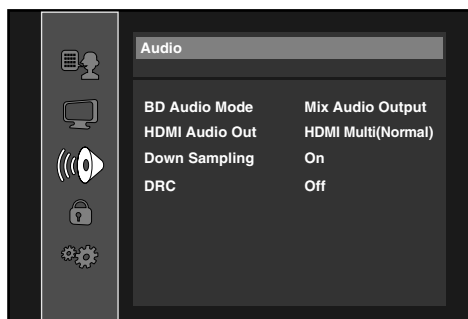 Audio
BD Audio Mode Mix Audio Output
HDMI Audio Out HDMI Multi(Normal)
Down Sampling On
DRC Off